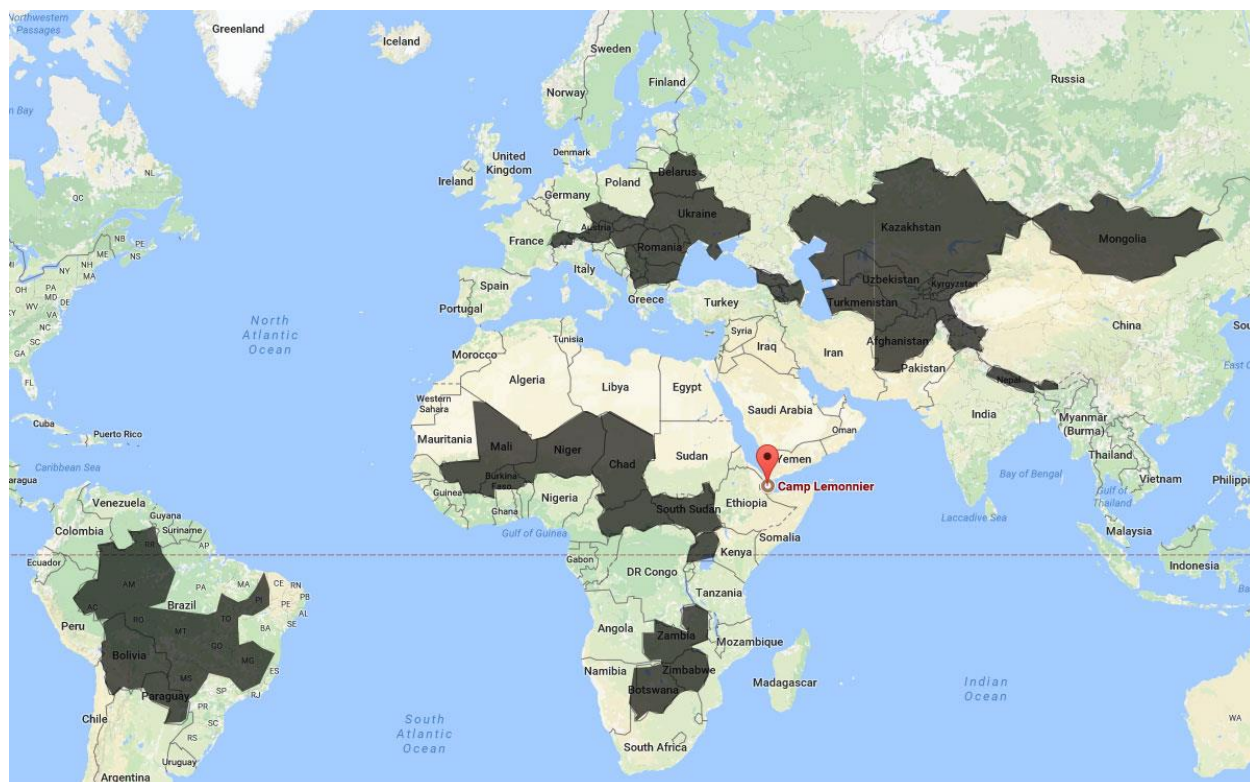 Northwestern
Passages
Greenland
Iceland
Sweden
Finland
Norway
Russia
Denmark
United
Kingdom
Ireland
Belarus
Poland
Germany
Ukraine
Austria
France
Romania
Italy
Spain
Portugal
Greece
Turkey
Kazakhstan
Mongolia
Uzbekistan
Kyrgyzstan
Turkmenistan
Afghanistan
Pakistan
China
Nepal
India
Myanmar
(Burma)
Thailand
Vietnam
Gulf of
Thailand
Malaysia
Indonesia
Philippi
Bay of Bengal
Laccadive Sea
Syria
Iraq
Iran
Saudi Arabia
Oman
Yemen
Camp Lemonnier
Tunisia
Morocco
Algeria
Libya
Egypt
Western
Sahara
Mauritania
Mali
Niger
Chad
Sudan
Burkina
Faso
Guinea
Ghana
Nigeria
South Sudan
Ethiopia
Somalia
Kenya
Gulf of Guinea
Gabon
DR Congo
Tanzania
Angola
Zambia
Mozambique
Zimbabwe
Namibia
Botswana
Madagascar
South Africa
Indian
Ocean
WA
North
Atlantic
Ocean
South
Atlantic
Ocean
NL
QC
NB
PE
NS
ME
NY
NH
MA
OH
PA
MD
WV
DE
KY
VA
NC
SC
GA
FL
Cuba
Puerto Rico
Caribbean Sea
Venezuela
Guyana
Suriname
Colombia
Ecuador
Peru
Brazil
RR
AP
AM
PA
MA
CE
RN
PB
PE
AL
SE
PI
AC
RO
TO
BA
MT
GO
MG
ES
MS
SP
RJ
PR
SC
RS
Bolivia
Paraguay
Chile
Uruguay
Argentina